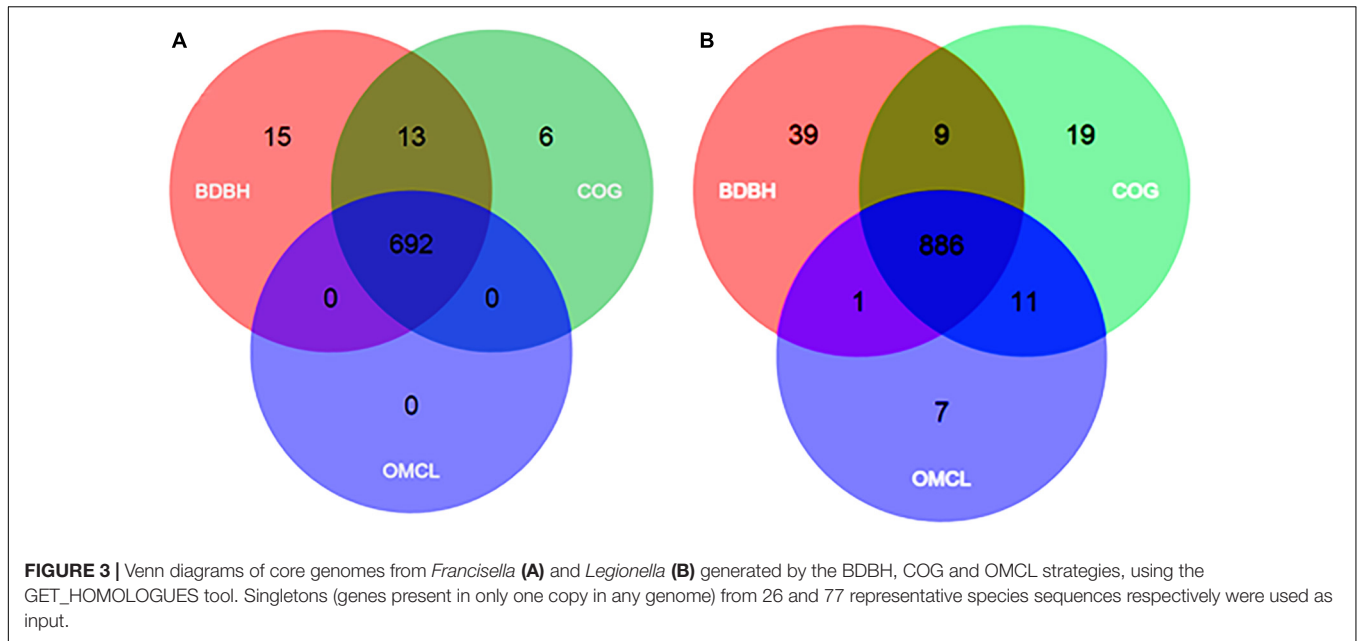 A
15
13
6
BDBH
COG
692
0
0
0
OMCL
B
39
9
19
BDBH
COG
886
1
11
7
OMCL
FIGURE 3 | Venn diagrams of core genomes from Francisella (A) and Legionella (B) generated by the BDBH, COG and OMCL strategies, using the
GET_HOMOLOGUES tool. Singletons (genes present in only one copy in any genome) from 26 and 77 representative species sequences respectively were used as
input.